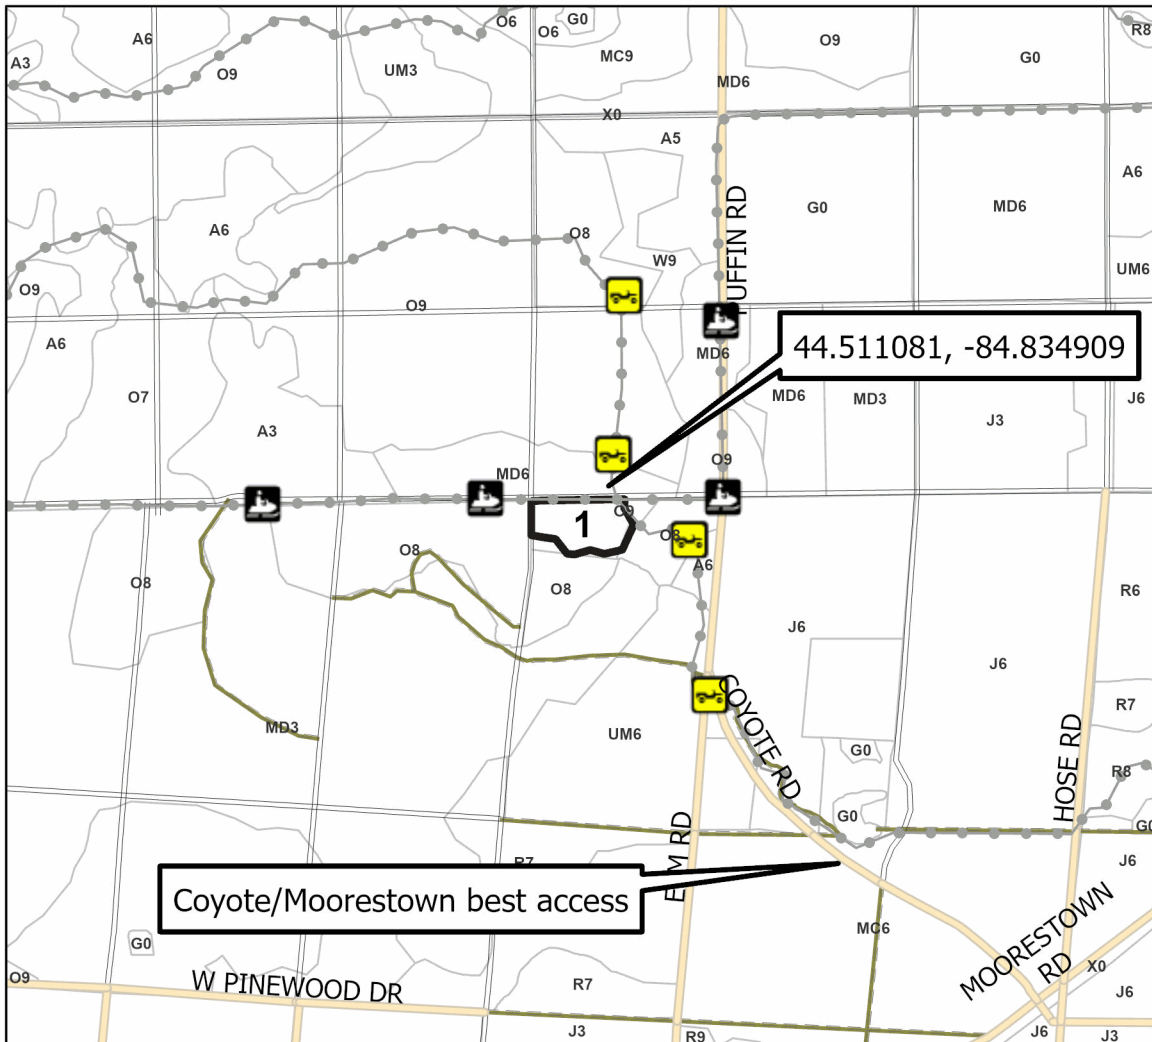 O6
G0
A6
O6
O9
R8
A3
O9
UM3
MC9
G0
MD6
X0
A5
A6
G0
MD6
A6
O8
W9
UM6
O9
O9
MD6
44.511081, -84.834909
A6
O7
MD6
MD3
J6
A3
J3
MD6
O9
1
O9
O8
O8
A6
O8
O8
R6
J6
J6
COYOTE RD
R7
MD3
UM6
G0
HOSE RD
R8
G0
G0
R7
J6
Coyote/Moorestown best access
MC6
MOORESTOWN
RD
G0
X0
O9
W PINEWOOD DR
R7
J6
J3
R9
J6
J3